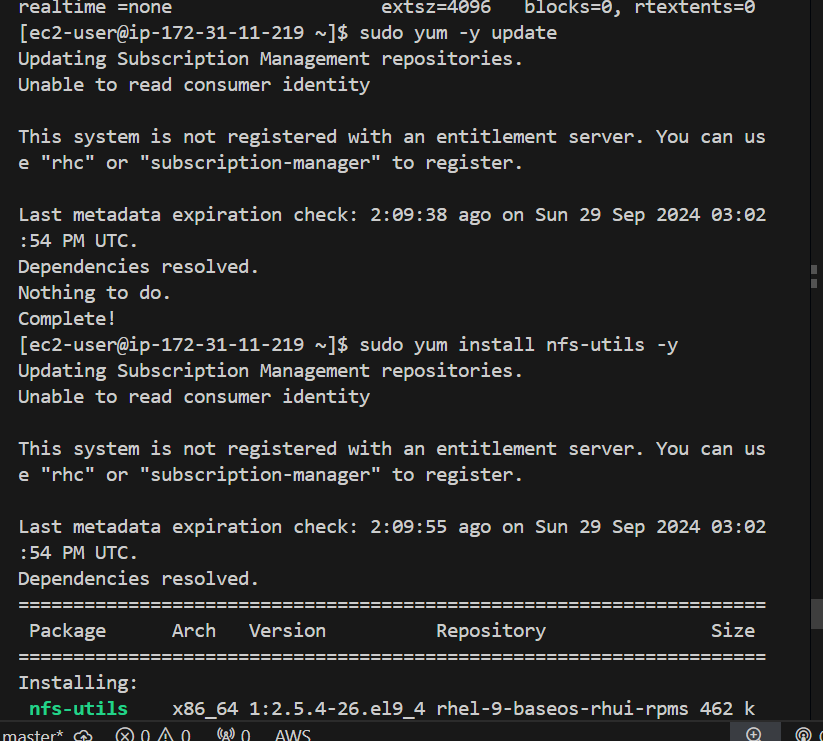 realtime =none                   extsz=4096   blocks=0, rtextents=0
[ec2-user@ip-172-31-11-219 ~]$ sudo yum -y update
Updating Subscription Management repositories.
Unable to read consumer identity

This system is not registered with an entitlement server. You can us
e "rhc" or "subscription-manager" to register.

Last metadata expiration check: 2:09:38 ago on Sun 29 Sep 2024 03:02
:54 PM UTC.
Dependencies resolved.
Nothing to do.
Complete!
[ec2-user@ip-172-31-11-219 ~]$ sudo yum install nfs-utils -y
Updating Subscription Management repositories.
Unable to read consumer identity

This system is not registered with an entitlement server. You can us
e "rhc" or "subscription-manager" to register.

Last metadata expiration check: 2:09:55 ago on Sun 29 Sep 2024 03:02
:54 PM UTC.
Dependencies resolved.
====================================================================
 Package      Arch   Version          Repository               Size
====================================================================
Installing:
 nfs-utils    x86_64 1:2.5.4-26.el9_4 rhel-9-baseos-rhui-rpms 462 k
master* 0 0 0 AWS